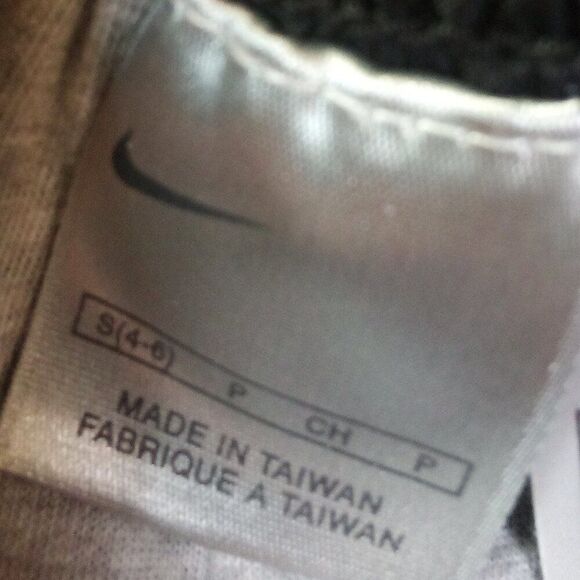 S(4-6) P CH P
MADE IN TAIWAN
FABRIQUE A TAIWAN